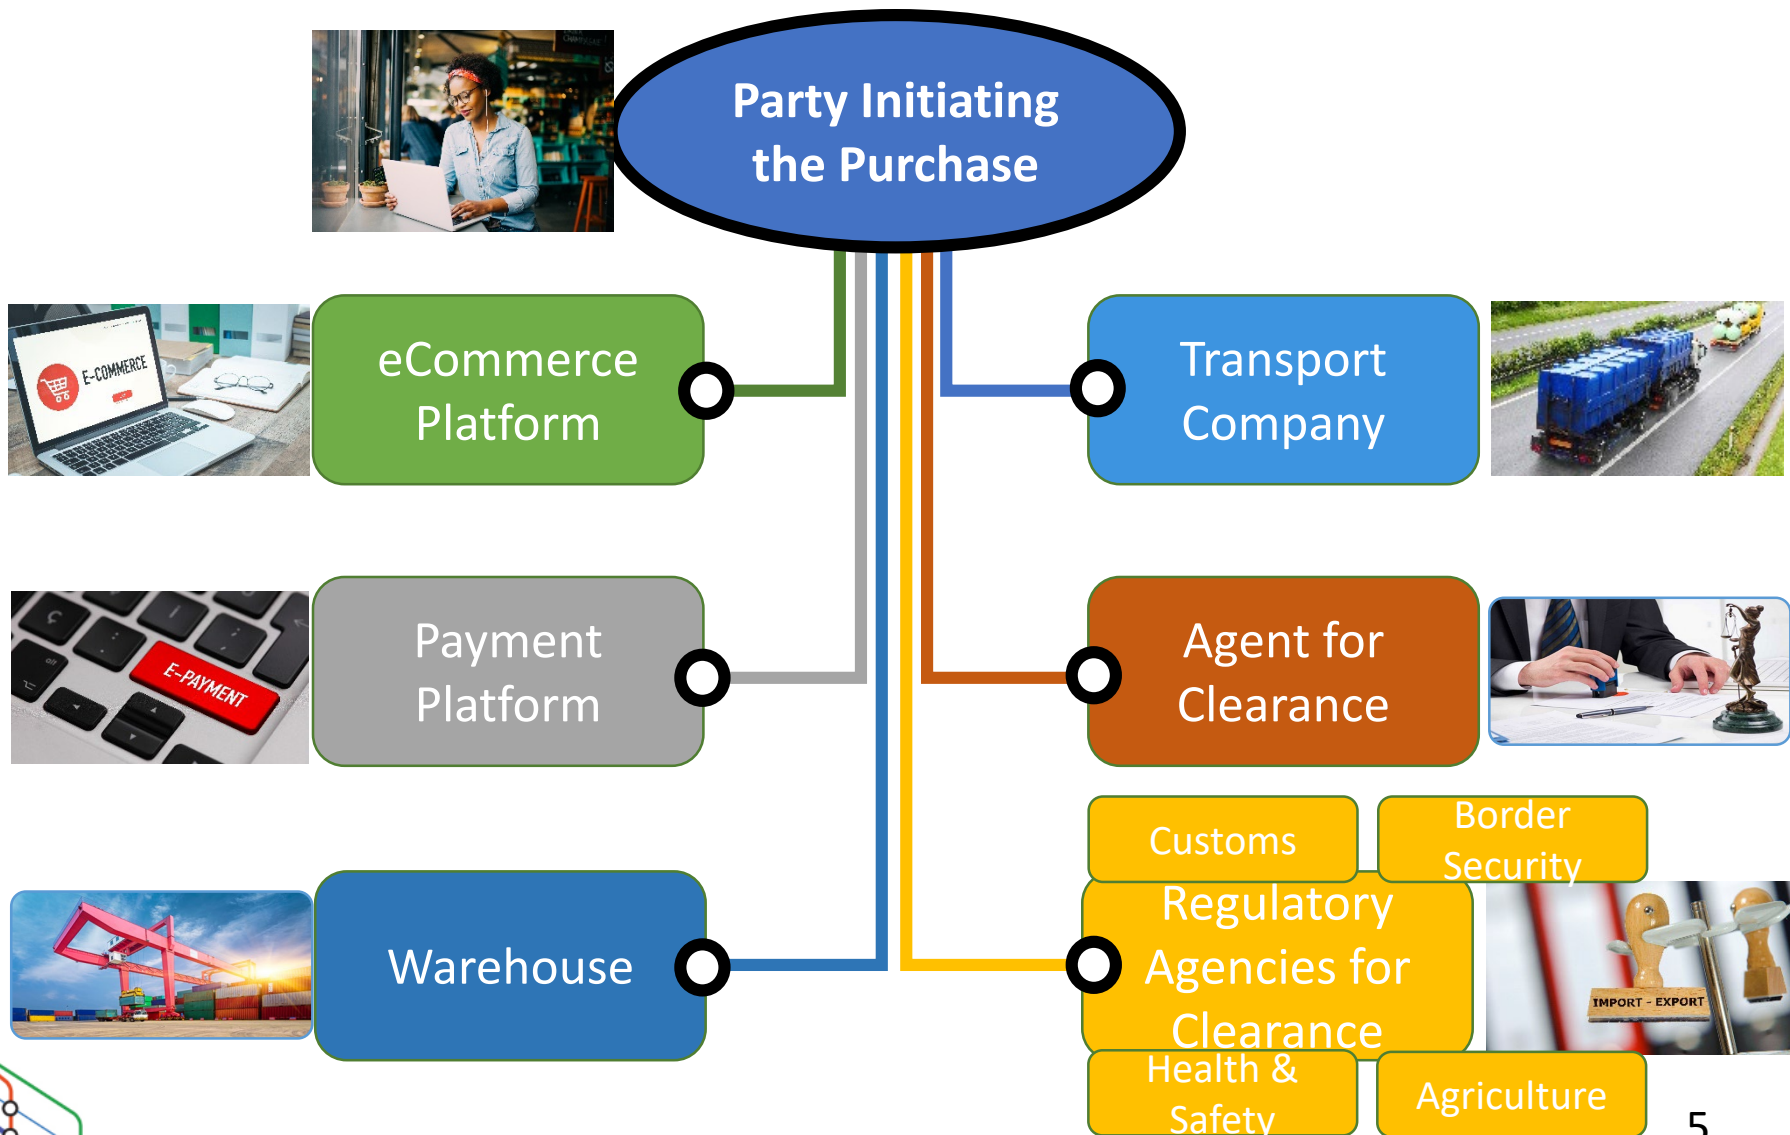 Party Initiating
the Purchase
E-COMMERCE
eCommerce
Platform
Transport
Company
E-PAYMENT
Payment
Platform
Agent for
Clearance
Customs
Border
Security
Warehouse
Regulatory
Agencies for
Clearance
IMPORT - EXPORT
Health &
Safety
Agriculture
5